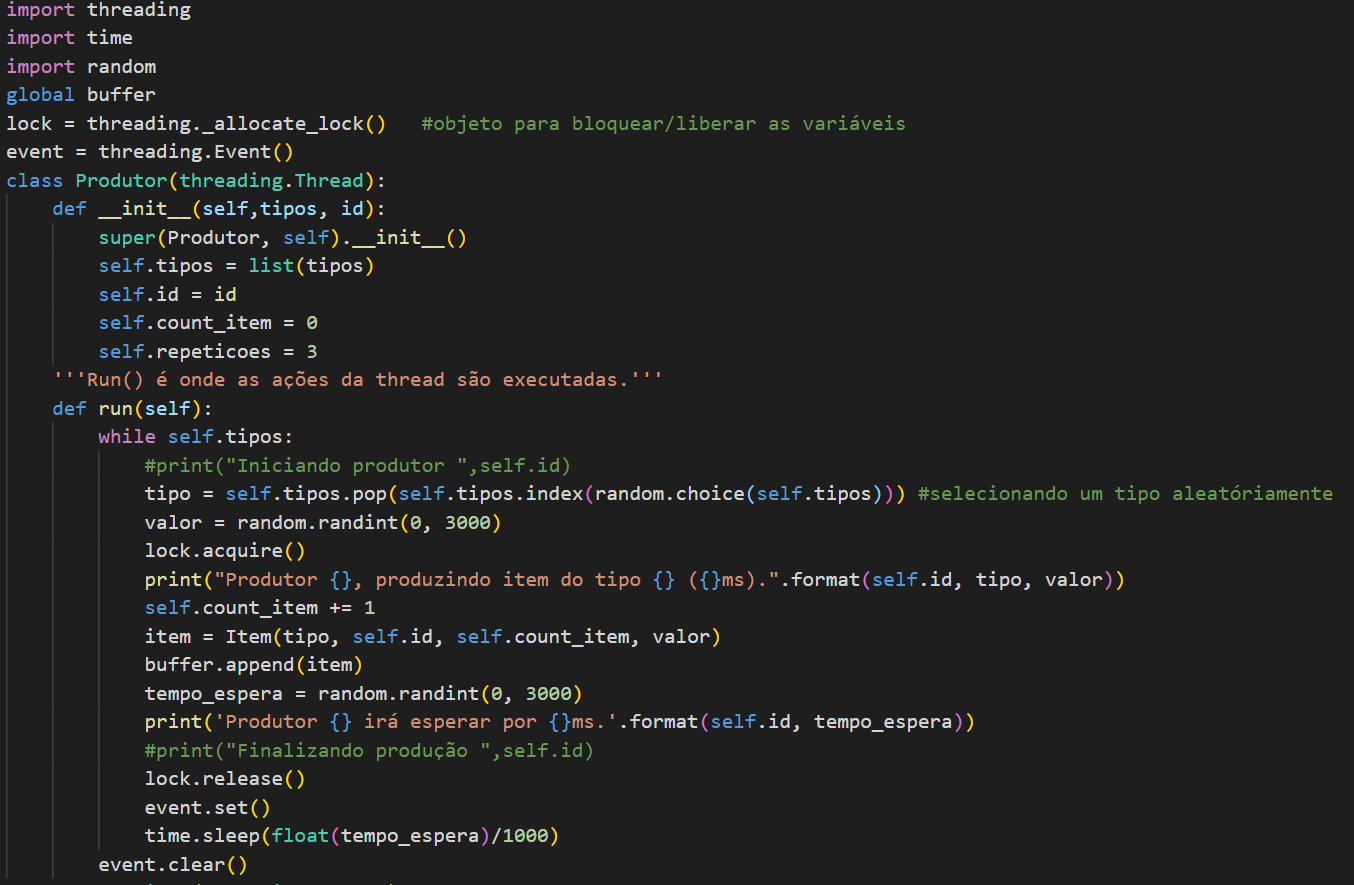 import threading
import time
import random
global buffer
lock = threading._allocate_lock()   #objeto para bloquear/liberar as variáveis
event = threading.Event()
class Produtor(threading.Thread):
    def __init__(self,tipos, id):
        super(Produtor, self).__init__()
        self.tipos = list(tipos)
        self.id = id
        self.count_item = 0
        self.repeticoes = 3
    '''Run() é onde as ações da thread são executadas.'''
    def run(self):
        while self.tipos:
            #print("Iniciando produtor ",self.id)
            tipo = self.tipos.pop(self.tipos.index(random.choice(self.tipos))) #selecionando um tipo aleatóriamente
            valor = random.randint(0, 3000)
            lock.acquire()
            print("Produtor {}, produzindo item do tipo {} ({}ms).".format(self.id, tipo, valor))
            self.count_item += 1
            item = Item(tipo, self.id, self.count_item, valor)
            buffer.append(item)
            tempo_espera = random.randint(0, 3000)
            print('Produtor {} irá esperar por {}ms.'.format(self.id, tempo_espera))
            #print("Finalizando produção ",self.id)
            lock.release()
            event.set()
            time.sleep(float(tempo_espera)/1000)
        event.clear()